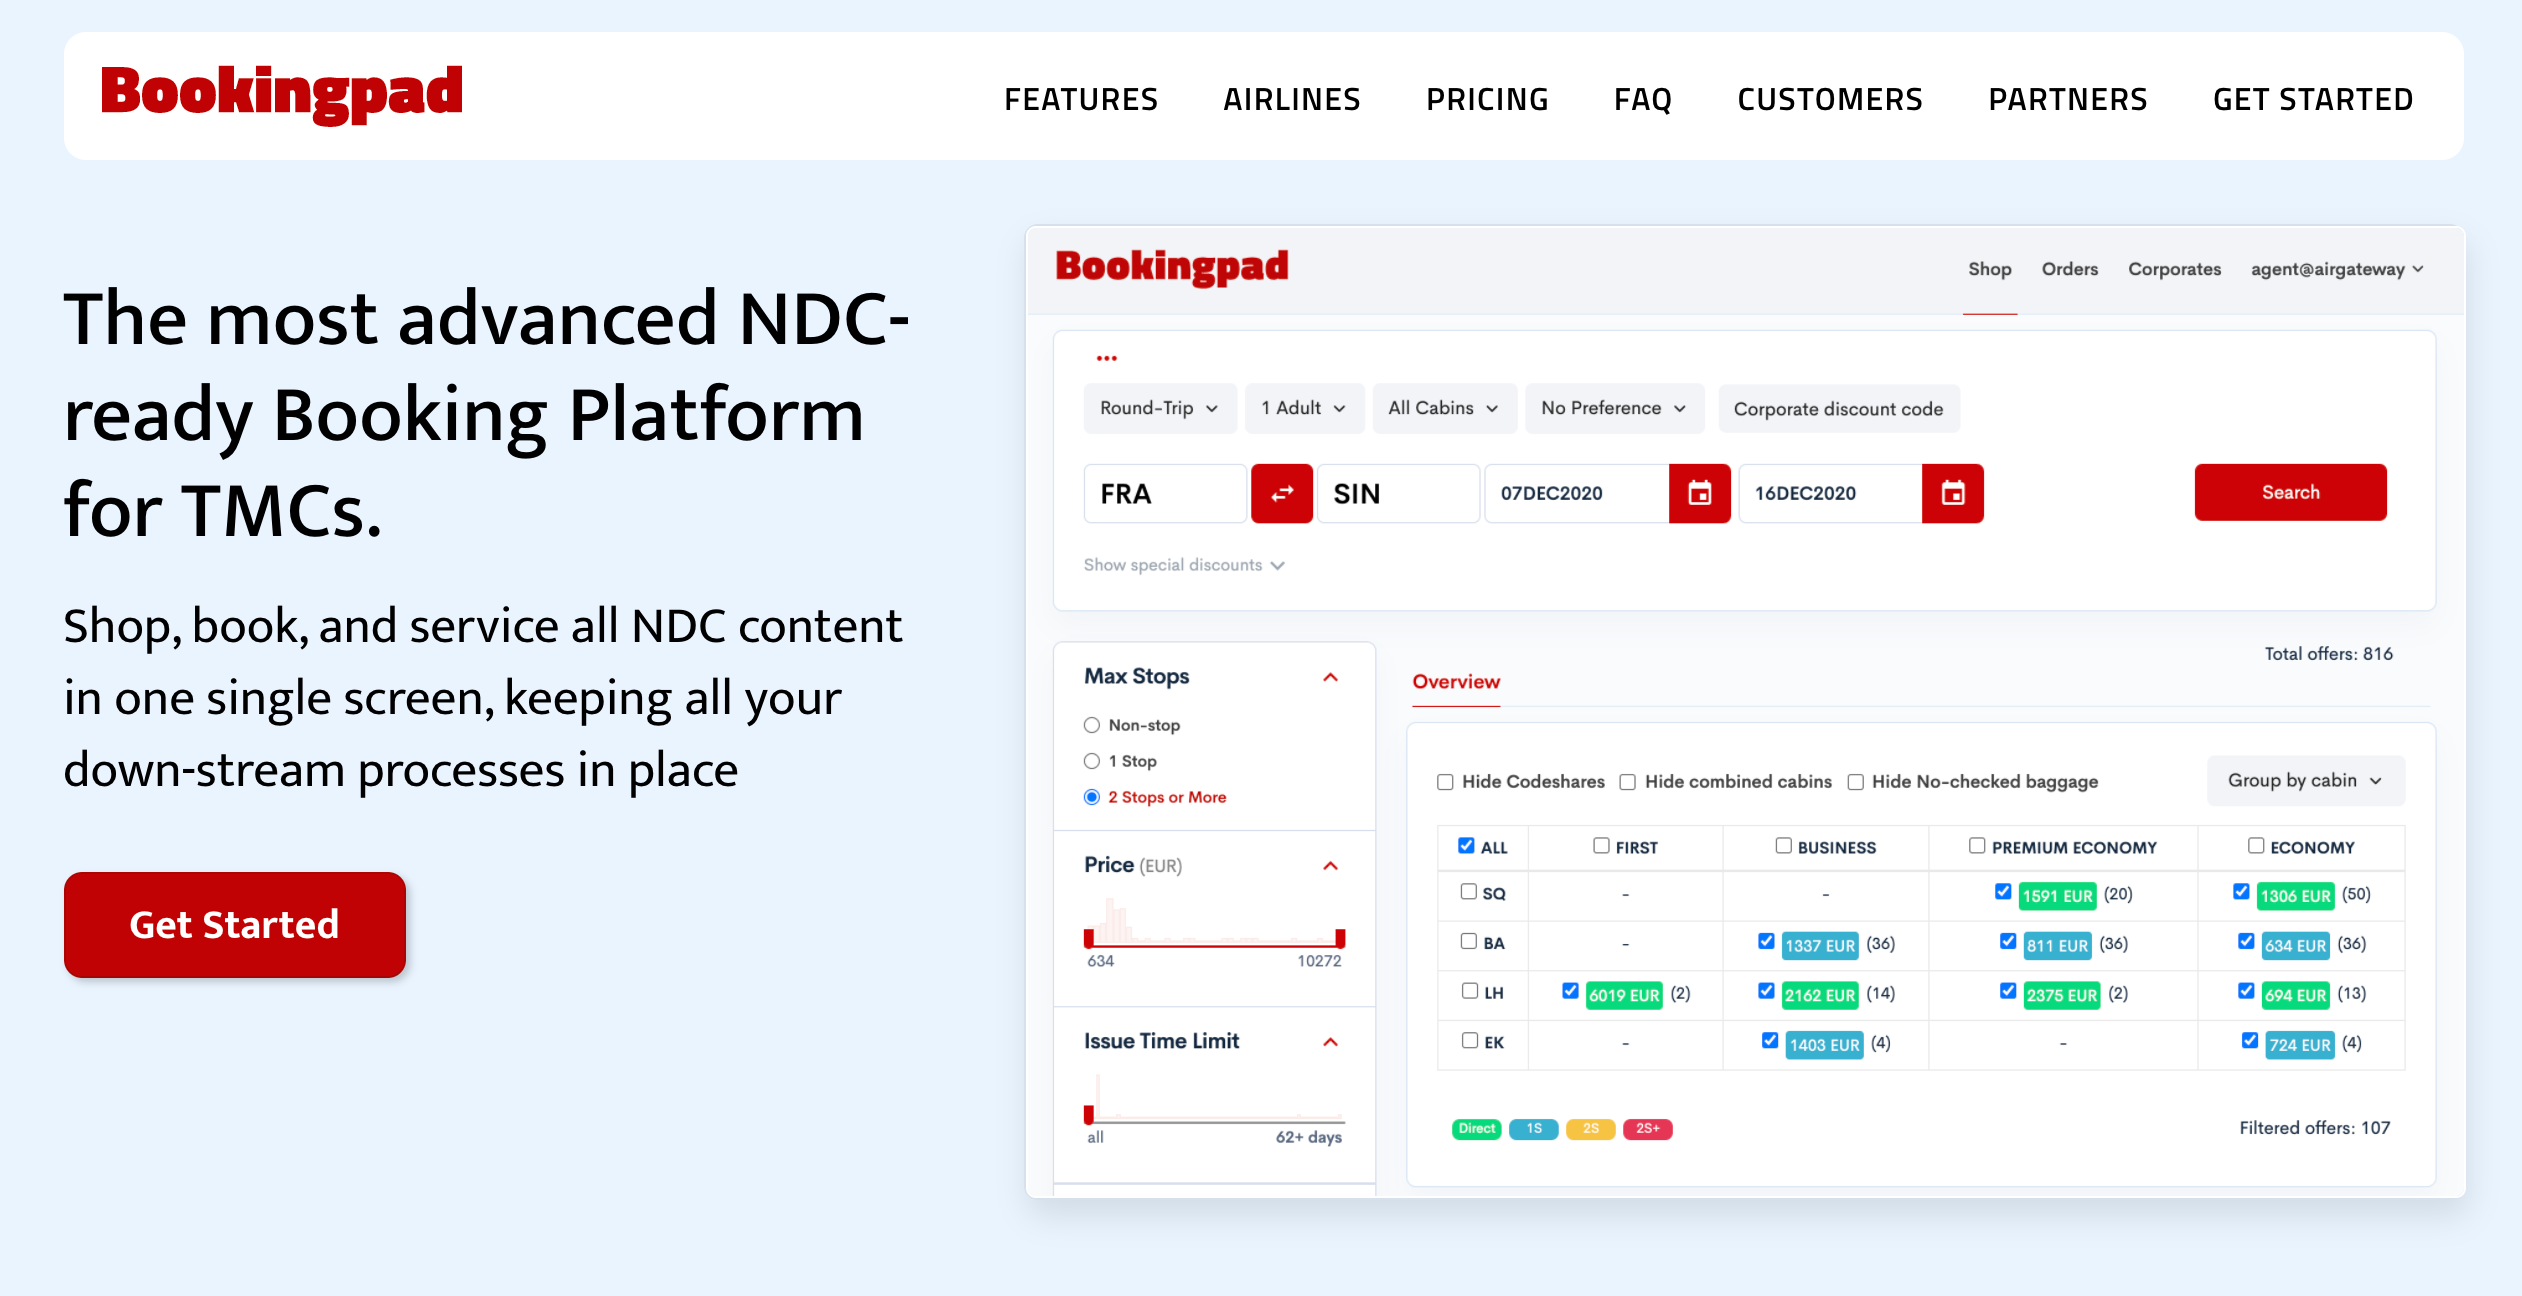 Bookingpad
FEATURES AIRLINES PRICING FAQ CUSTOMERS PARTNERS GET STARTED
The most advanced NDC-
ready Booking Platform
for TMCs.
Shop, book, and service all NDC content
in one single screen, keeping all your
down-stream processes in place
Get Started
Bookingpad
Shop Orders Corporates agent@airgateway
Round-Trip 1 Adult All Cabins No Preference Corporate discount code
FRA SIN 07DEC2020 16DEC2020 Search
Show special discounts
Max Stops
Non-stop
1 Stop
2 Stops or More
Price (EUR)
634 10272
Issue Time Limit
all 62+ days
Total offers: 816
Overview
Hide Codeshares Hide combined cabins Hide No-checked baggage Group by cabin
ALL FIRST BUSINESS PREMIUM ECONOMY ECONOMY
SQ - - 1591 EUR (20) 1306 EUR (50)
BA - 1337 EUR (36) 811 EUR (36) 634 EUR (36)
LH 6019 EUR (2) 2162 EUR (14) 2375 EUR (2) 694 EUR (13)
EK - 1403 EUR (4) - 724 EUR (4)
Direct 1S 2S 2S+ Filtered offers: 107